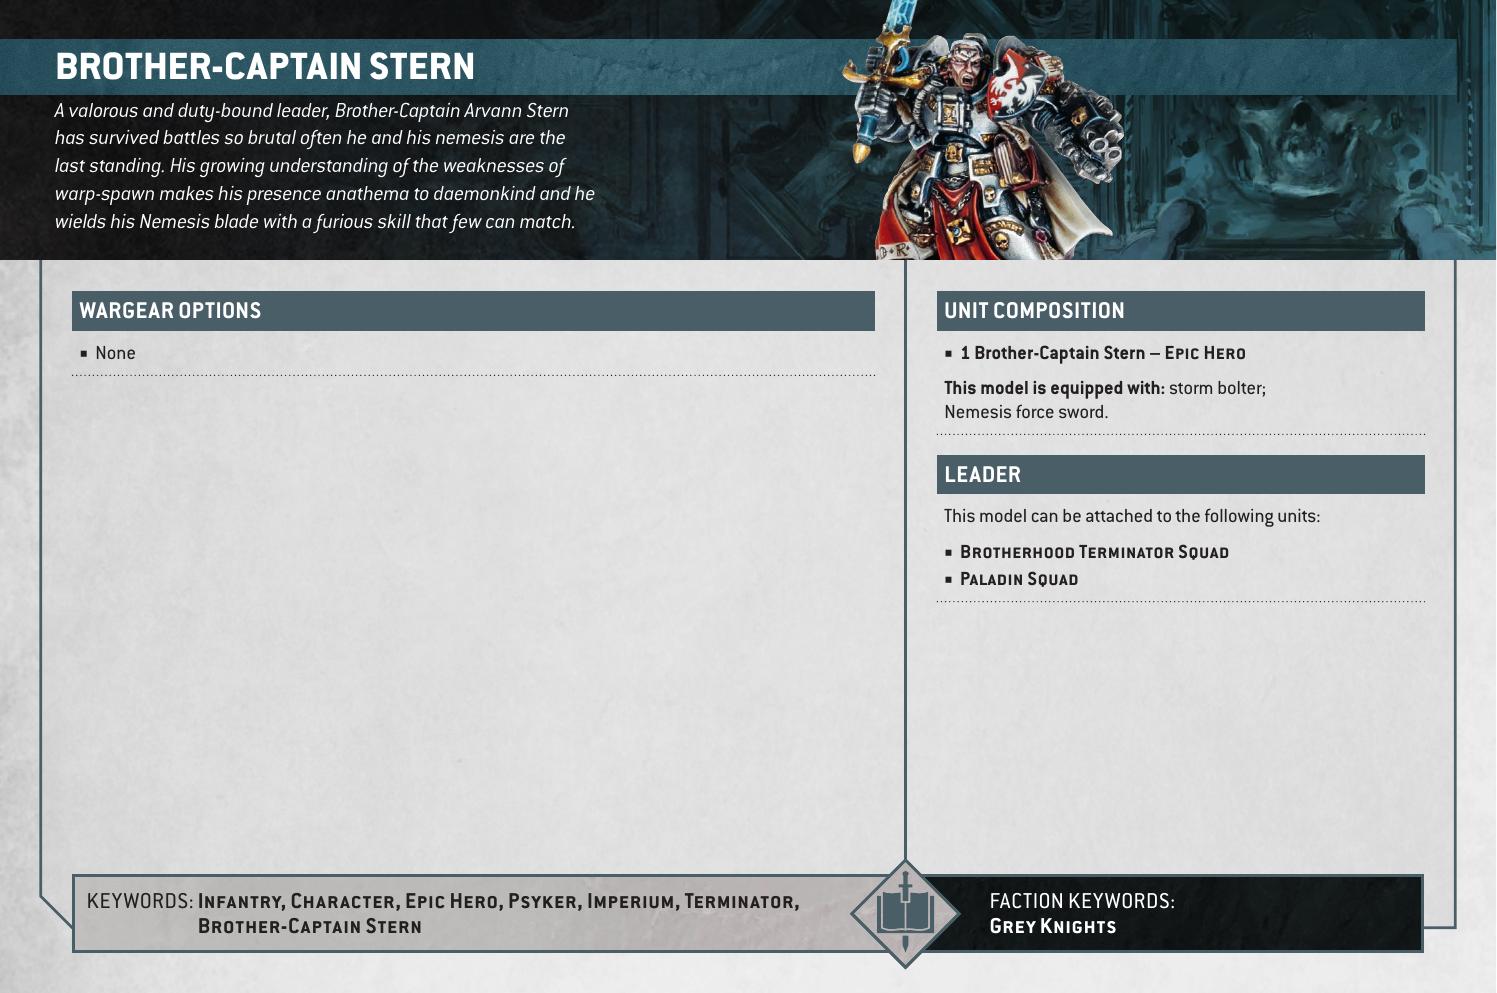 BROTHER-CAPTAIN STERN
A valorous and duty-bound leader, Brother-Captain Arvann Stern
has survived battles so brutal often he and his nemesis are the
last standing. His growing understanding of the weaknesses of
warp-spawn makes his presence anathema to daemonkind and he
wields his Nemesis blade with a furious skill that few can match.
WARGEAR OPTIONS
▪ None
UNIT COMPOSITION
▪ 1 Brother-Captain Stern – Epic Hero
This model is equipped with: storm bolter;
Nemesis force sword.
LEADER
This model can be attached to the following units:
▪ Brotherhood Terminator Squad
▪ Paladin Squad
KEYWORDS: Infantry, Character, Epic Hero, Psyker, Imperium, Terminator,
Brother-Captain Stern
FACTION KEYWORDS:
Grey Knights